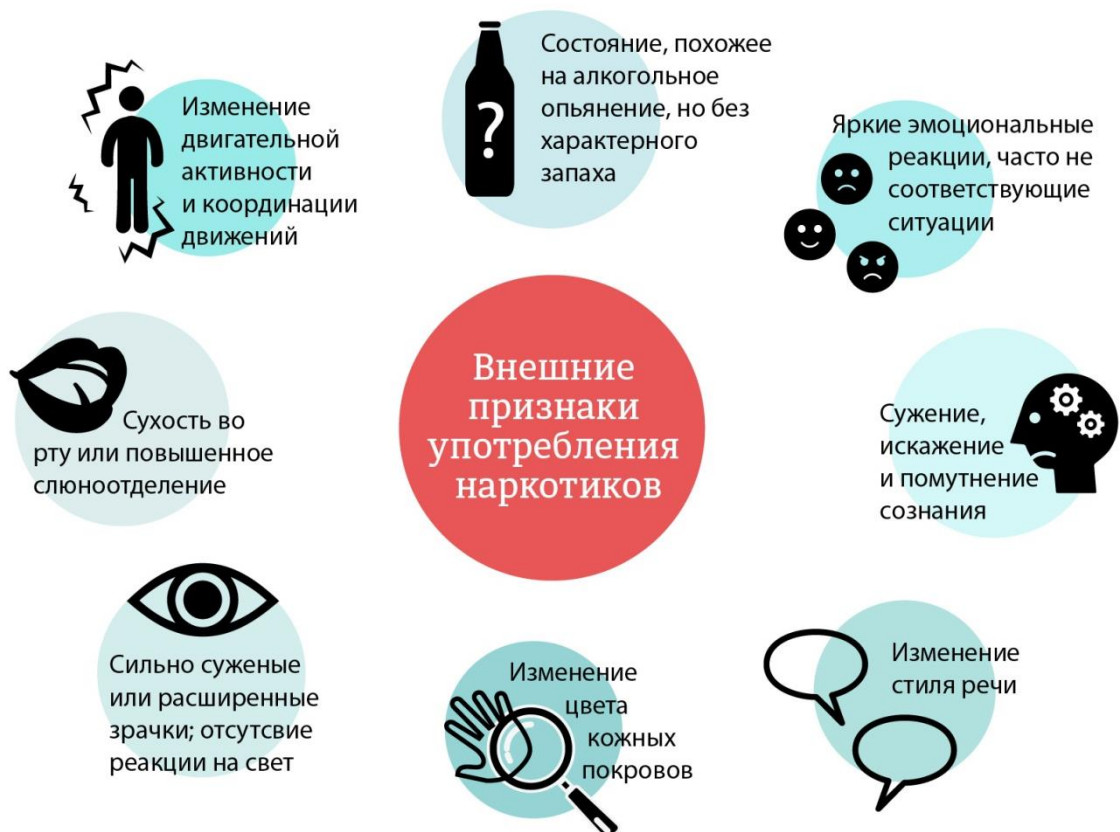 Изменение
двигательной
активности
и координации
движений
Состояние, похожее
на алкогольное
опьянение, но без
характерного
запаха
?
Яркие эмоциональные
реакции, часто не
соответствующие
ситуации
Внешние
признаки
употребления
наркотиков
Сухость во
рту или повышенное
слюноотделение
Сужение,
искажение
и помутнение
сознания
Сильно суженые
или расширенные
зрачки; отсутсвие
реакции на свет
Изменение
цвета
кожных
покровов
Изменение
стиля речи